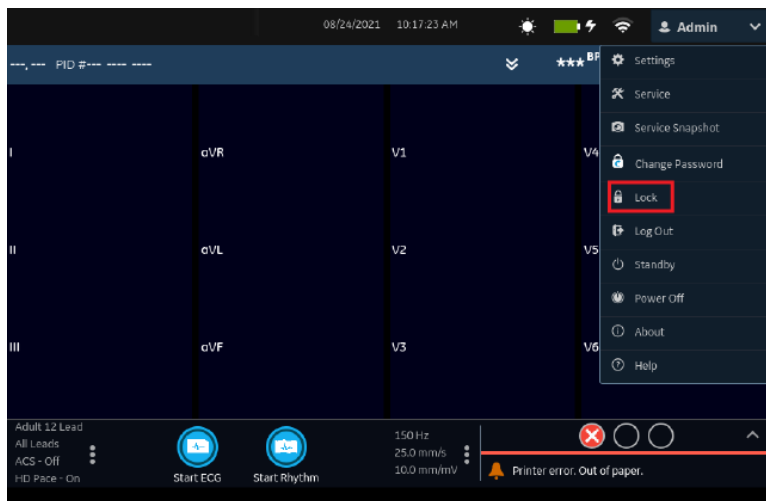 08/24/2021 10:17:23 AM
Admin
---, --- PID #--- ---- ----
*** BP
Settings
Service
Service Snapshot
Change Password
Lock
Log Out
Standby
Power Off
About
Help
I
aVR
V1
V4
II
aVL
V2
V5
III
aVF
V3
V6
Adult 12 Lead
All Leads
ACS - Off
HD Pace - On
Start ECG
Start Rhythm
150 Hz
25.0 mm/s
10.0 mm/mV
Printer error. Out of paper.